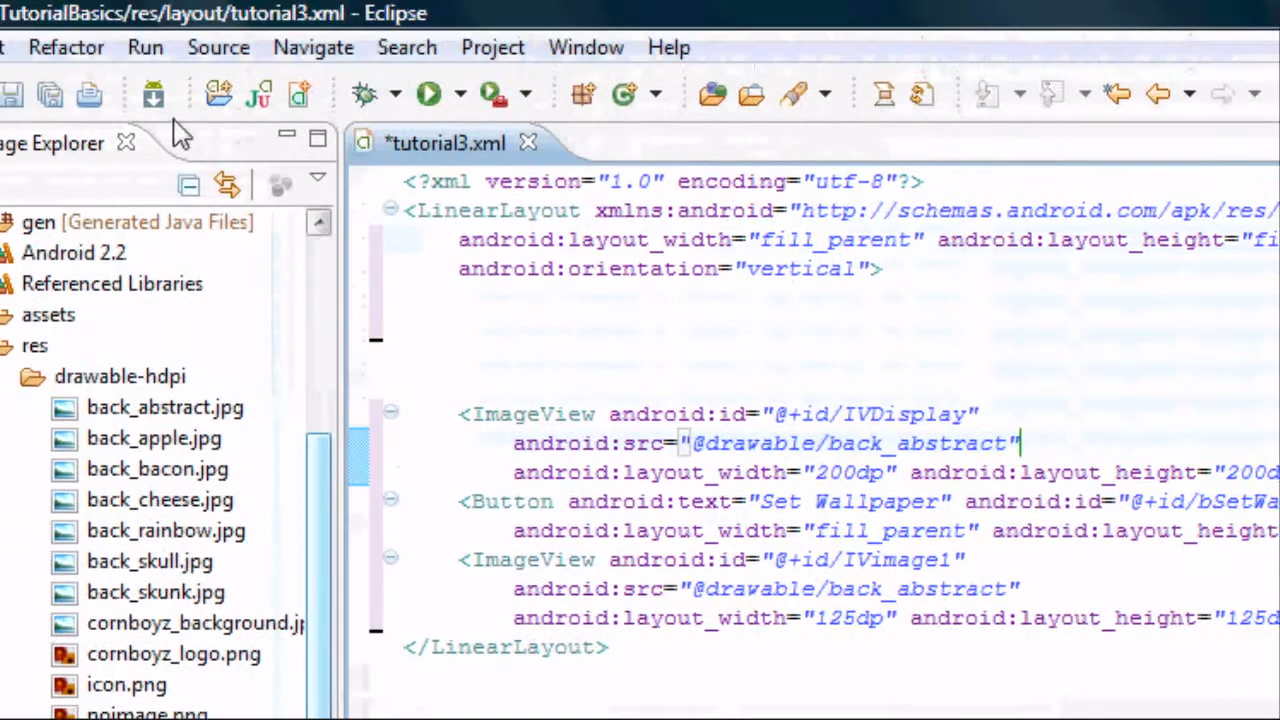 TutorialBasics/res/layout/tutorial3.xml - Eclipse
t Refactor Run Source Navigate Search Project Window Help
age Explorer
*tutorial3.xml
gen [Generated Java Files]
Android 2.2
Referenced Libraries
assets
res
drawable-hdpi
back_abstract.jpg
back_apple.jpg
back_bacon.jpg
back_cheese.jpg
back_rainbow.jpg
back_skull.jpg
back_skunk.jpg
cornboyz_background.jp
cornboyz_logo.png
icon.png
noimage.png
<?xml version="1.0" encoding="utf-8"?>
<LinearLayout xmlns:android="http://schemas.android.com/apk/res/
android:layout_width="fill_parent" android:layout_height="fi
android:orientation="vertical">
<ImageView android:id="@+id/IVDisplay"
android:src="@drawable/back_abstract"
android:layout_width="200dp" android:layout_height="200d
<Button android:text="Set Wallpaper" android:id="@+id/bSetWa
android:layout_width="fill_parent" android:layout_height
<ImageView android:id="@+id/IVimage1"
android:src="@drawable/back_abstract"
android:layout_width="125dp" android:layout_height="125d
</LinearLayout>